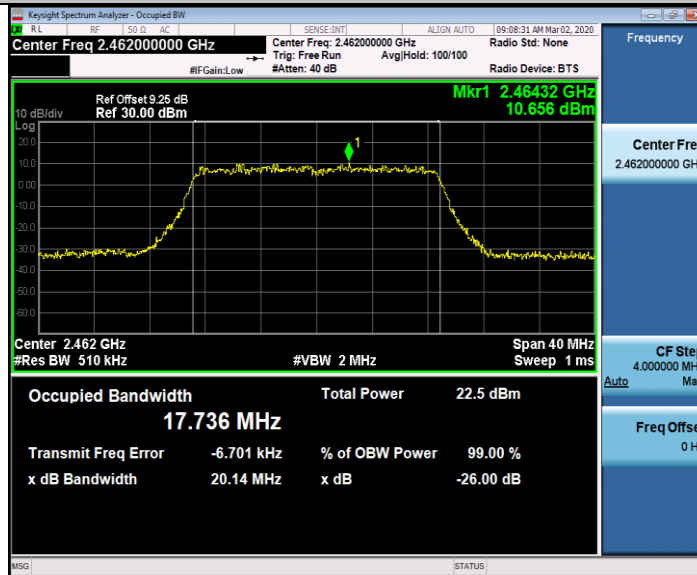 Keysight Spectrum Analyzer - Occupied BW
LXI RL RF 50 Ω AC SENSE:INT ALIGN AUTO 09:08:31 AM Mar 02, 2020
Center Freq 2.462000000 GHz
Center Freq: 2.462000000 GHz Radio Std: None
Trig: Free Run Avg|Hold: 100/100
#IFGain:Low #Atten: 40 dB Radio Device: BTS
Frequency
Mkr1 2.46432 GHz
10.656 dBm
Ref Offset 9.25 dB
10 dB/div Ref 30.00 dBm
Log
20.0
10.0
0.00
-10.0
-20.0
-30.0
-40.0
-50.0
-60.0
1
Center 2.462 GHz Span 40 MHz
#Res BW 510 kHz #VBW 2 MHz Sweep 1 ms
Occupied Bandwidth Total Power 22.5 dBm
17.736 MHz
Transmit Freq Error -6.701 kHz % of OBW Power 99.00 %
x dB Bandwidth 20.14 MHz x dB -26.00 dB
Center Fre
2.462000000 GH
CF Ste
4.000000 MH
Auto Ma
Freq Offse
0 H
MSG STATUS